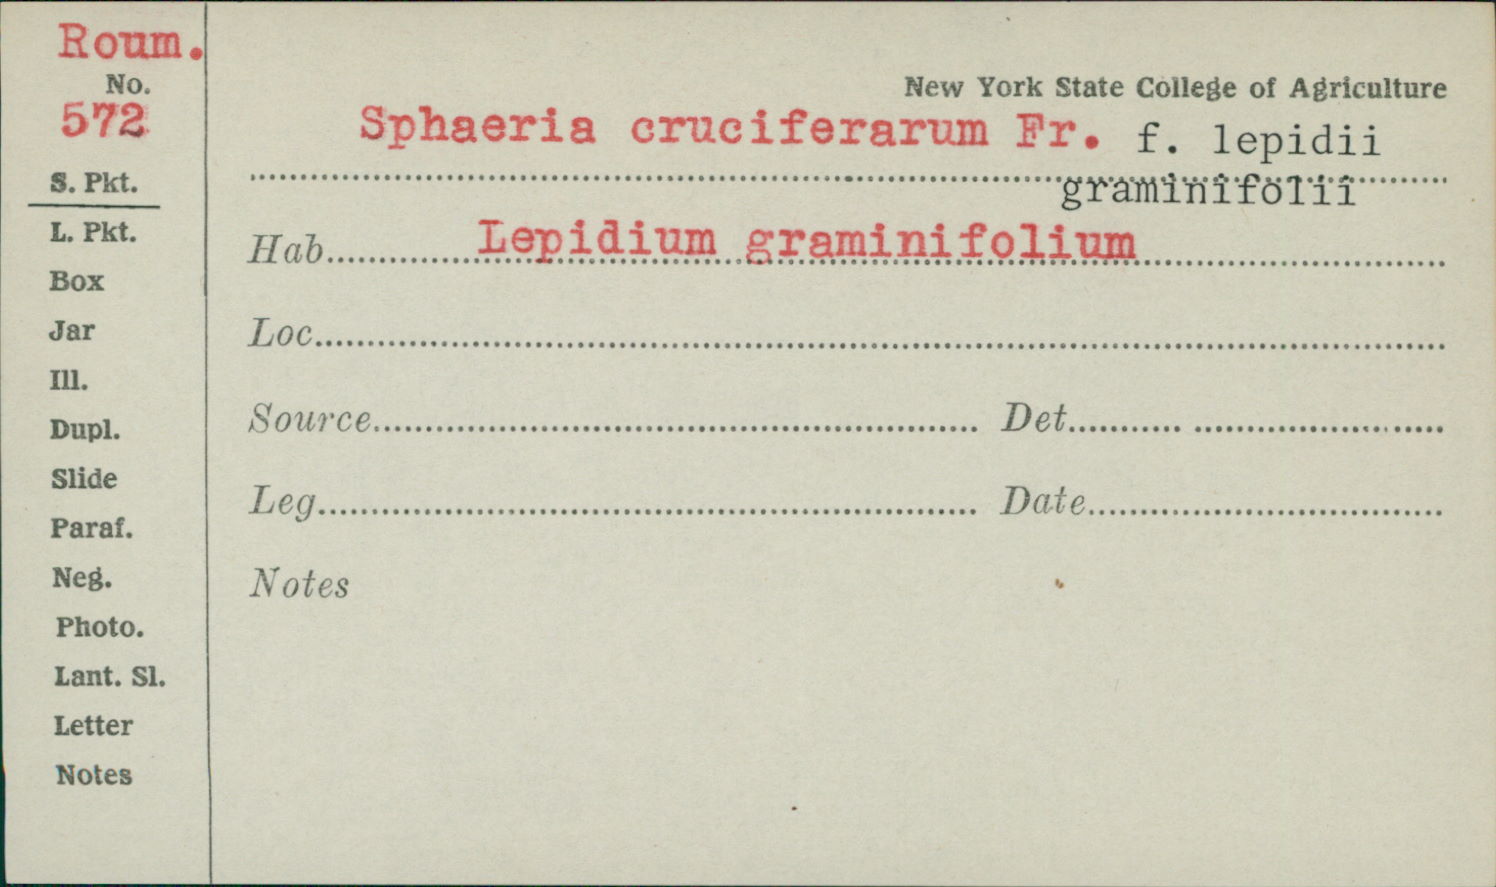 Roum.
No.
572
S. Pkt.
L. Pkt.
Box
Jar
Ill.
Dupl.
Slide
Paraf.
Neg.
Photo.
Lant. Sl.
Letter
Notes
New York State College of Agriculture
Sphaeria cruciferarum Fr. f. lepidii
graminifolii
Hab. Lepidium graminifolium
Loc.
Source Det.
Leg. Date
Notes